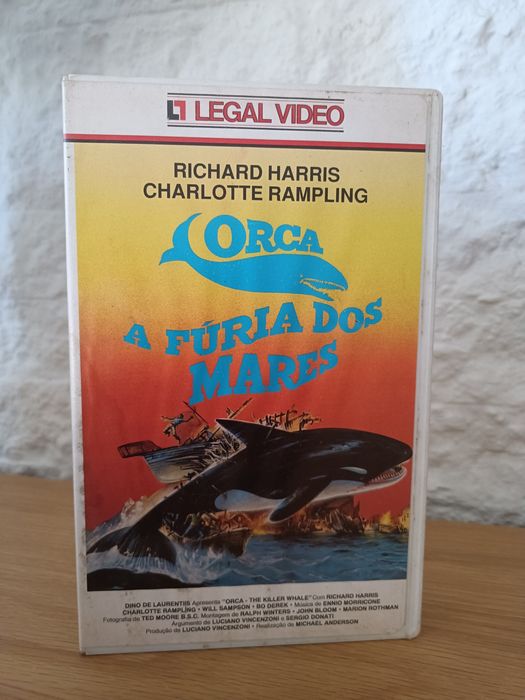 LEGAL VIDEO
RICHARD HARRIS
CHARLOTTE RAMPLING
ORCA
A FÚRIA DOS
MARES
DINO DE LAURENTIIS Apresenta "ORCA - THE KILLER WHALE" Com RICHARD HARRIS
CHARLOTTE RAMPLING • WILL SAMPSON • BO DEREK • Música de ENNIO MORRICONE
Fotografia de TED MOORE B.S.C. Montagem de RALPH WINTERS • JOHN BLOOM • MARION ROTHMAN
Argumento de LUCIANO VINCENZONI e SERGIO DONATI
Produção de LUCIANO VINCENZONI • Realização de MICHAEL ANDERSON